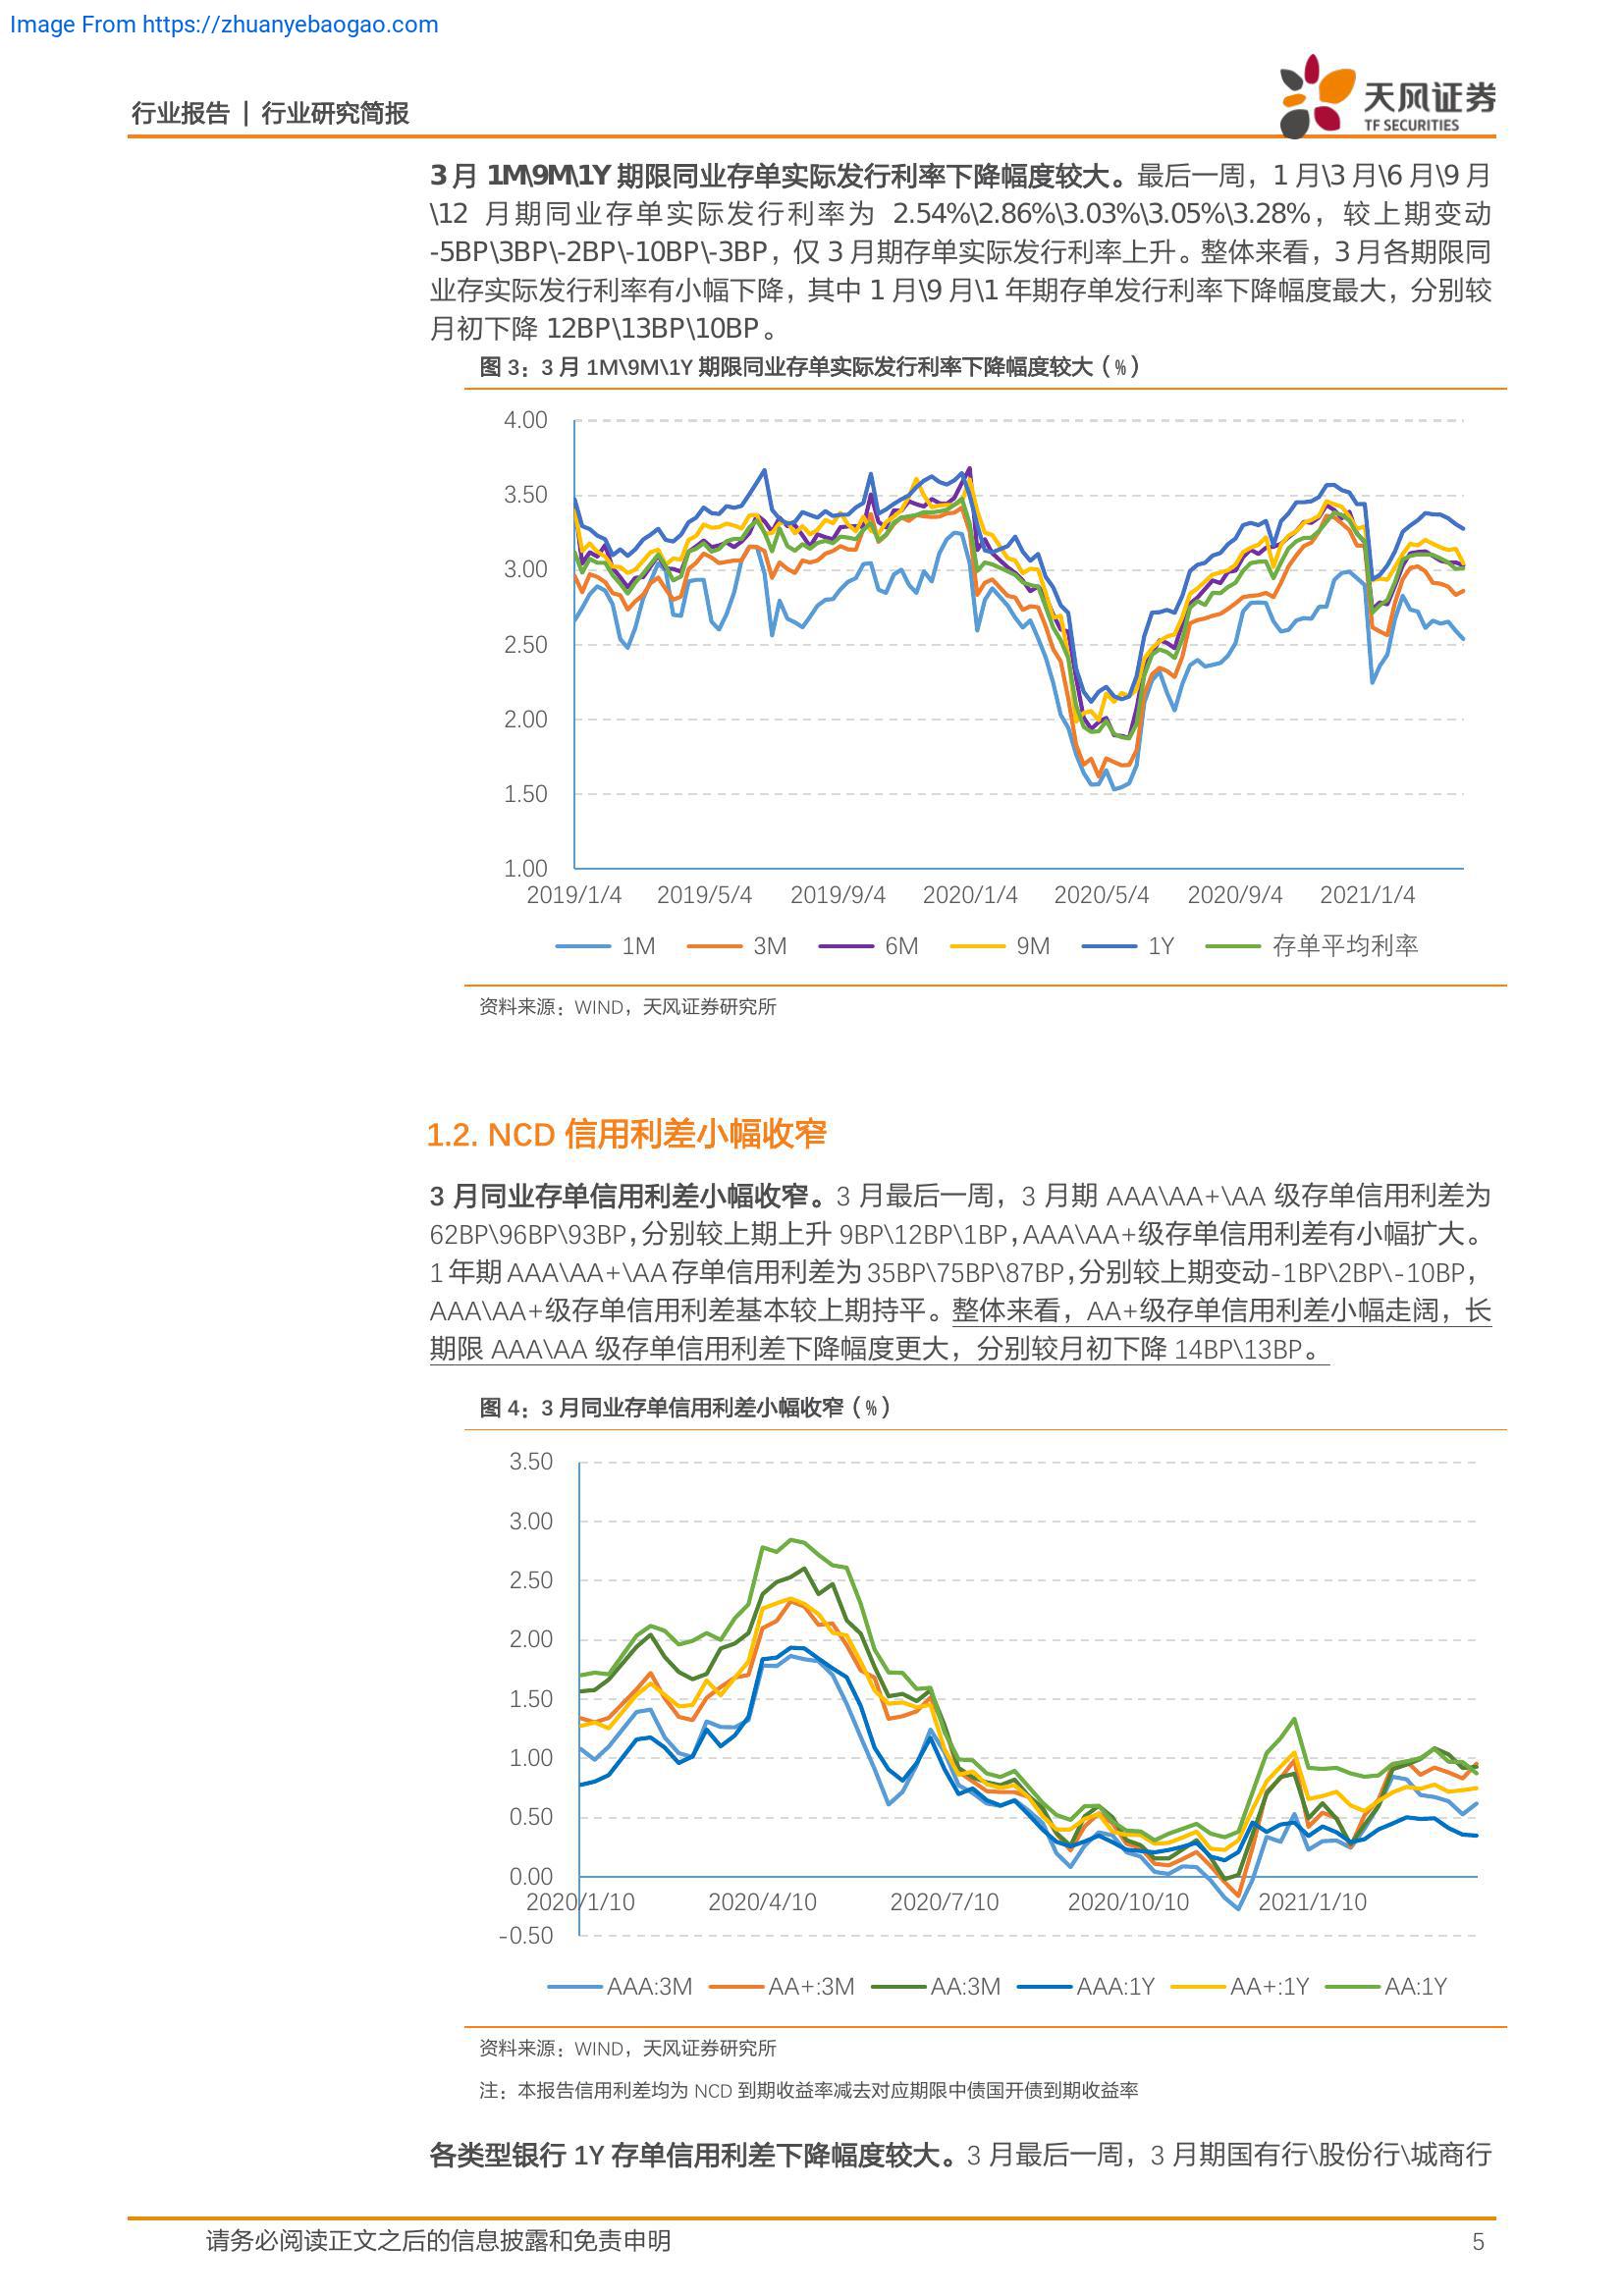 Image From https://zhuanyebaogao.com
行业报告 | 行业研究简报
天风证券
TF SECURITIES
3 月 1M\9M\1Y 期限同业存单实际发行利率下降幅度较大。最后一周，1 月\3 月\6 月\9 月
\12 月期同业存单实际发行利率为 2.54%\2.86%\3.03%\3.05%\3.28%，较上期变动
-5BP\3BP\-2BP\-10BP\-3BP，仅 3 月期存单实际发行利率上升。整体来看，3 月各期限同
业存实际发行利率有小幅下降，其中 1 月\9 月\1 年期存单发行利率下降幅度最大，分别较
月初下降 12BP\13BP\10BP。
图 3：3 月 1M\9M\1Y 期限同业存单实际发行利率下降幅度较大（%）
4.00
3.50
3.00
2.50
2.00
1.50
1.00
2019/1/4 2019/5/4 2019/9/4 2020/1/4 2020/5/4 2020/9/4 2021/1/4
1M 3M 6M 9M 1Y 存单平均利率
资料来源：WIND，天风证券研究所
1.2. NCD 信用利差小幅收窄
3 月同业存单信用利差小幅收窄。3 月最后一周，3 月期 AAA\AA+\AA 级存单信用利差为
62BP\96BP\93BP，分别较上期上升 9BP\12BP\1BP，AAA\AA+级存单信用利差有小幅扩大。
1 年期 AAA\AA+\AA 存单信用利差为 35BP\75BP\87BP，分别较上期变动-1BP\2BP\-10BP，
AAA\AA+级存单信用利差基本较上期持平。整体来看，AA+级存单信用利差小幅走阔，长
期限 AAA\AA 级存单信用利差下降幅度更大，分别较月初下降 14BP\13BP。
图 4：3 月同业存单信用利差小幅收窄（%）
3.50
3.00
2.50
2.00
1.50
1.00
0.50
0.00
2020/1/10 2020/4/10 2020/7/10 2020/10/10 2021/1/10
-0.50
AAA:3M AA+:3M AA:3M AAA:1Y AA+:1Y AA:1Y
资料来源：WIND，天风证券研究所
注：本报告信用利差均为 NCD 到期收益率减去对应期限中债国开债到期收益率
各类型银行 1Y 存单信用利差下降幅度较大。3 月最后一周，3 月期国有行\股份行\城商行
请务必阅读正文之后的信息披露和免责申明 5